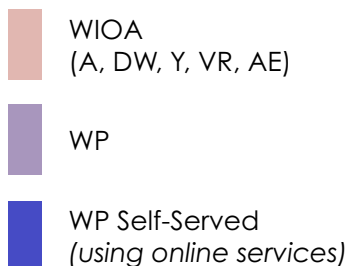 WIOA
(A, DW, Y, VR, AE)
WP
WP Self-Served
(using online services)